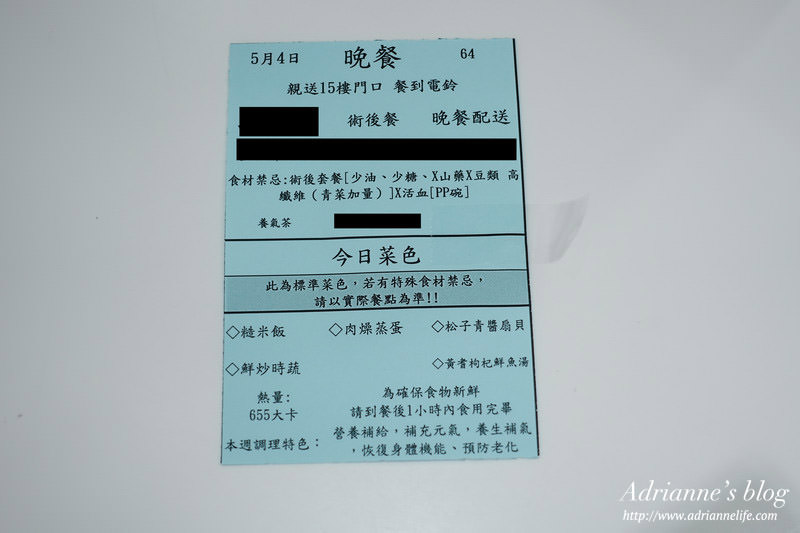 5月4日 晚餐 64
親送15樓門口 餐到電鈴
術後餐 晚餐配送
食材禁忌:術後套餐[少油、少糖、X山藥X豆類 高
纖維（青菜加量）]X活血[PP碗]
養氣茶
今日菜色
此為標準菜色，若有特殊食材禁忌，
請以實際餐點為準!!
◇糙米飯 ◇肉燥蒸蛋 ◇松子青醬扇貝
◇鮮炒時蔬 ◇黃耆枸杞鮮魚湯
熱量: 為確保食物新鮮
655大卡 請到餐後1小時內食用完畢
本週調理特色： 營養補給，補充元氣，養生補氣
，恢復身體機能、預防老化
Adrianne's blog
http://www.adriannelife.com